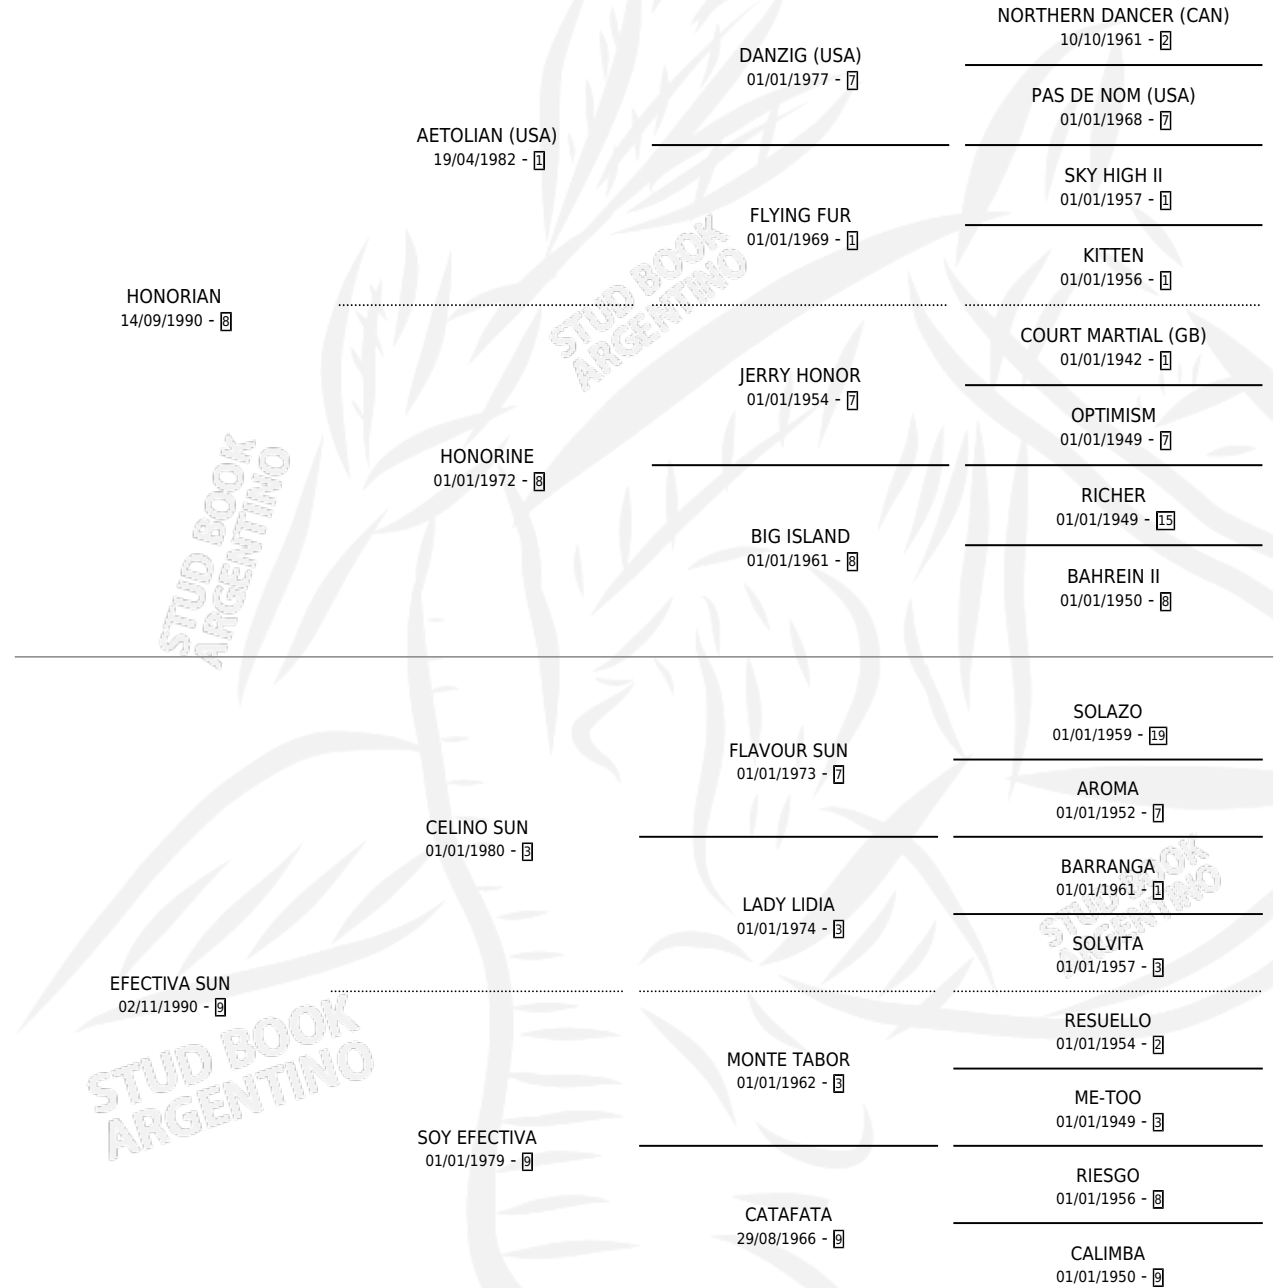 NORTHERN DANCER (CAN)
10/10/1961 - 2
DANZIG (USA)
01/01/1977 - 7
PAS DE NOM (USA)
01/01/1968 - 7
AETOLIAN (USA)
19/04/1982 - 1
SKY HIGH II
01/01/1957 - 1
FLYING FUR
01/01/1969 - 1
KITTEN
01/01/1956 - 1
HONORIAN
14/09/1990 - 8
COURT MARTIAL (GB)
01/01/1942 - 1
JERRY HONOR
01/01/1954 - 7
OPTIMISM
01/01/1949 - 7
HONORINE
01/01/1972 - 8
RICHER
01/01/1949 - 15
BIG ISLAND
01/01/1961 - 8
BAHREIN II
01/01/1950 - 8
SOLAZO
01/01/1959 - 19
FLAVOUR SUN
01/01/1973 - 7
AROMA
01/01/1952 - 7
CELINO SUN
01/01/1980 - 3
BARRANGA
01/01/1961 - 1
LADY LIDIA
01/01/1974 - 3
SOLVITA
01/01/1957 - 3
EFECTIVA SUN
02/11/1990 - 9
RESUELLO
01/01/1954 - 2
MONTE TABOR
01/01/1962 - 3
ME-TOO
01/01/1949 - 3
SOY EFECTIVA
01/01/1979 - 9
RIESGO
01/01/1956 - 8
CATAFATA
29/08/1966 - 9
CALIMBA
01/01/1950 - 9
STUD BOOK
ARGENTINO
STUD BOOK
ARGENTINO
STUD BOOK
ARGENTINO
STUD BOOK
ARGENTINO